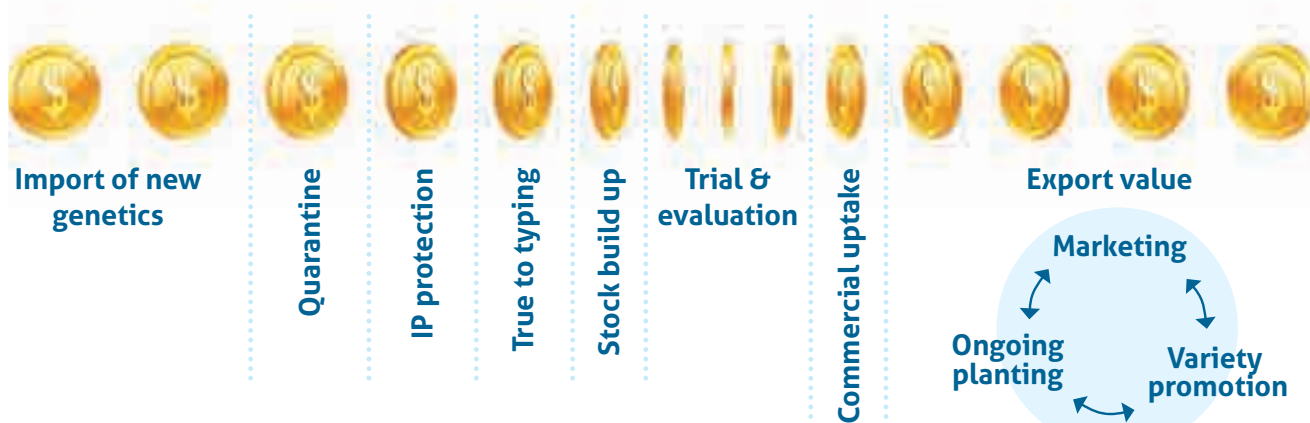 Import of new
genetics
Quarantine
IP protection
True to typing
Stock build up
Trial &
evaluation
Commercial uptake
Export value
Marketing
Ongoing
planting
Variety
promotion